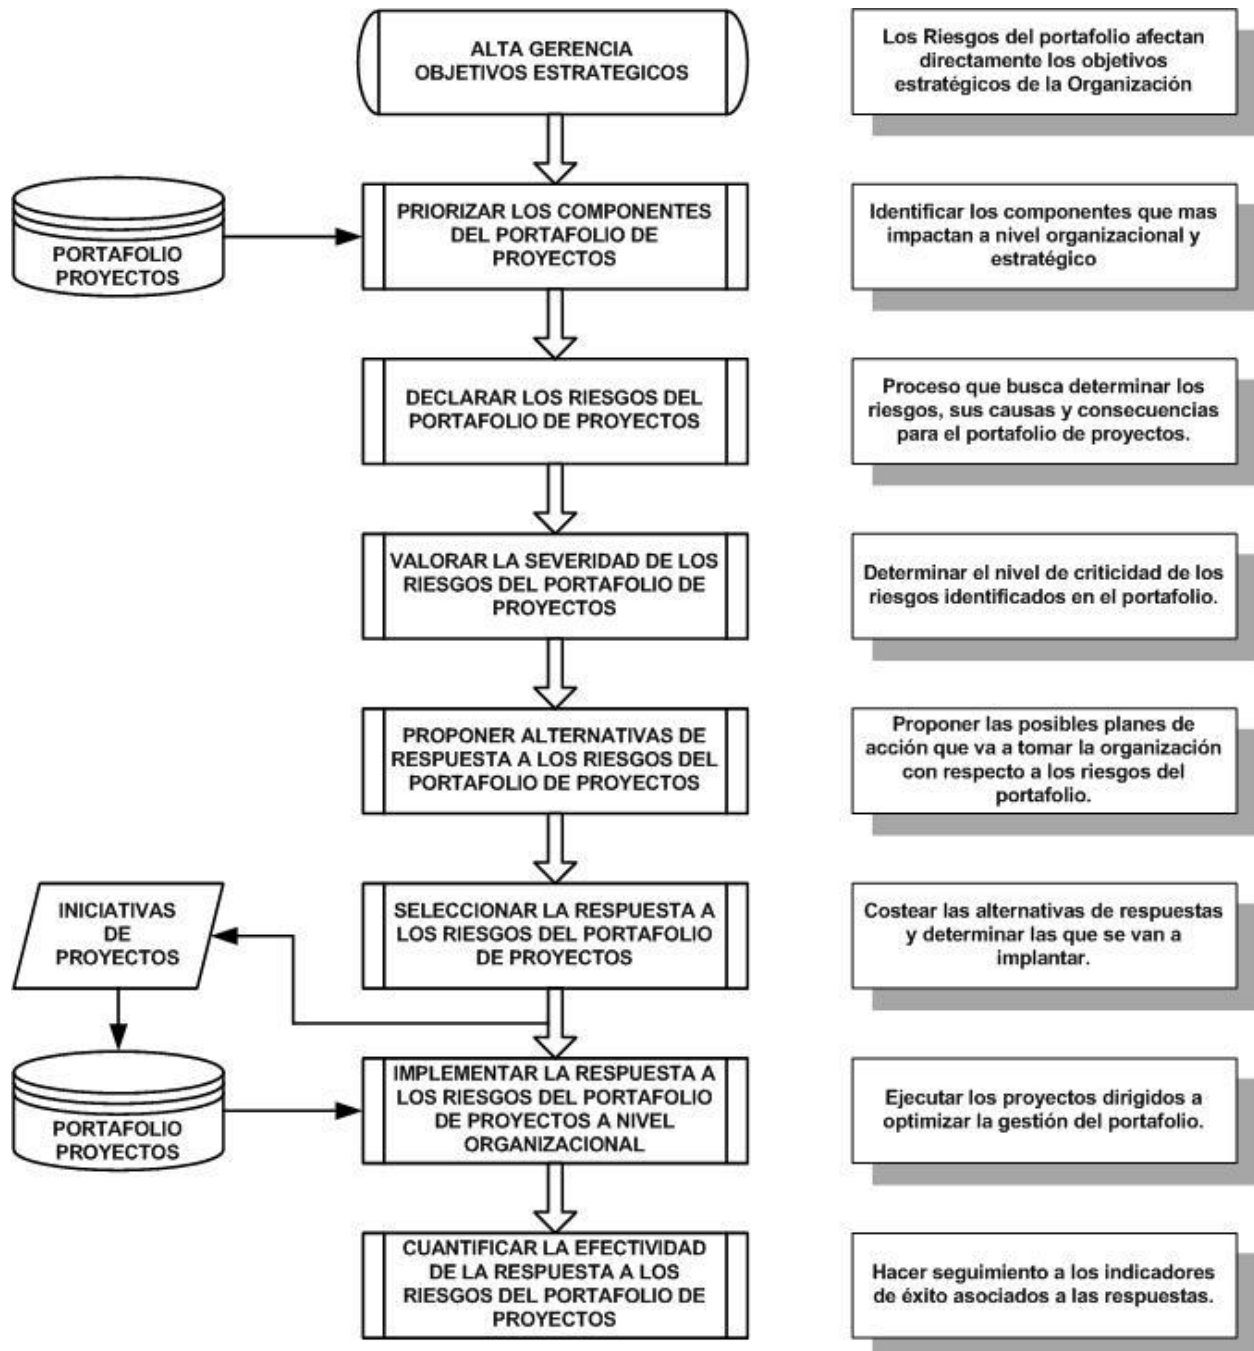 ALTA GERENCIA
OBJETIVOS ESTRATEGICOS
Los Riesgos del portafolio afectan
directamente los objetivos
estratégicos de la Organización
PORTAFOLIO
PROYECTOS
PRIORIZAR LOS COMPONENTES
DEL PORTAFOLIO DE
PROYECTOS
Identificar los componentes que mas
impactan a nivel organizacional y
estratégico
DECLARAR LOS RIESGOS DEL
PORTAFOLIO DE PROYECTOS
Proceso que busca determinar los
riesgos, sus causas y consecuencias
para el portafolio de proyectos.
VALORAR LA SEVERIDAD DE LOS
RIESGOS DEL PORTAFOLIO DE
PROYECTOS
Determinar el nivel de criticidad de los
riesgos identificados en el portafolio.
PROPONER ALTERNATIVAS DE
RESPUESTA A LOS RIESGOS DEL
PORTAFOLIO DE PROYECTOS
Proponer las posibles planes de
acción que va a tomar la organización
con respecto a los riesgos del
portafolio.
INICIATIVAS
DE
PROYECTOS
SELECCIONAR LA RESPUESTA A
LOS RIESGOS DEL PORTAFOLIO
DE PROYECTOS
Costear las alternativas de respuestas
y determinar las que se van a
implantar.
PORTAFOLIO
PROYECTOS
IMPLEMENTAR LA RESPUESTA A
LOS RIESGOS DEL PORTAFOLIO
DE PROYECTOS A NIVEL
ORGANIZACIONAL
Ejecutar los proyectos dirigidos a
optimizar la gestión del portafolio.
CUANTIFICAR LA EFECTIVIDAD
DE LA RESPUESTA A LOS
RIESGOS DEL PORTAFOLIO DE
PROYECTOS
Hacer seguimiento a los indicadores
de éxito asociados a las respuestas.